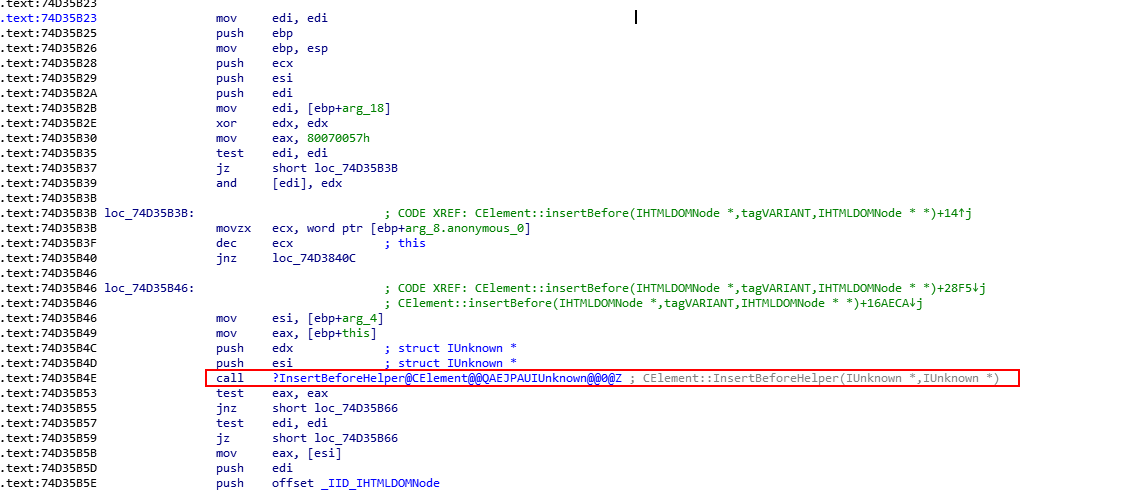 .text:74D35B23
.text:74D35B23 mov edi, edi
.text:74D35B25 push ebp
.text:74D35B26 mov ebp, esp
.text:74D35B28 push ecx
.text:74D35B29 push esi
.text:74D35B2A push edi
.text:74D35B2B mov edi, [ebp+arg_18]
.text:74D35B2E xor edx, edx
.text:74D35B30 mov eax, 80070057h
.text:74D35B35 test edi, edi
.text:74D35B37 jz short loc_74D35B3B
.text:74D35B39 and [edi], edx
.text:74D35B3B
.text:74D35B3B loc_74D35B3B: ; CODE XREF: CElement::insertBefore(IHTMLDOMNode *,tagVARIANT,IHTMLDOMNode * *)+14↑j
.text:74D35B3B movzx ecx, word ptr [ebp+arg_8.anonymous_0]
.text:74D35B3F dec ecx ; this
.text:74D35B40 jnz loc_74D3840C
.text:74D35B46
.text:74D35B46 loc_74D35B46: ; CODE XREF: CElement::insertBefore(IHTMLDOMNode *,tagVARIANT,IHTMLDOMNode * *)+28F5↓j
.text:74D35B46 ; CElement::insertBefore(IHTMLDOMNode *,tagVARIANT,IHTMLDOMNode * *)+16AECA↓j
.text:74D35B46 mov esi, [ebp+arg_4]
.text:74D35B49 mov eax, [ebp+this]
.text:74D35B4C push edx ; struct IUnknown *
.text:74D35B4D push esi ; struct IUnknown *
.text:74D35B4E call ?InsertBeforeHelper@CElement@@QAEJPAUIUnknown@@0@Z ; CElement::InsertBeforeHelper(IUnknown *,IUnknown *)
.text:74D35B53 test eax, eax
.text:74D35B55 jnz short loc_74D35B66
.text:74D35B57 test edi, edi
.text:74D35B59 jz short loc_74D35B66
.text:74D35B5B mov eax, [esi]
.text:74D35B5D push edi
.text:74D35B5E push offset _IID_IHTMLDOMNode